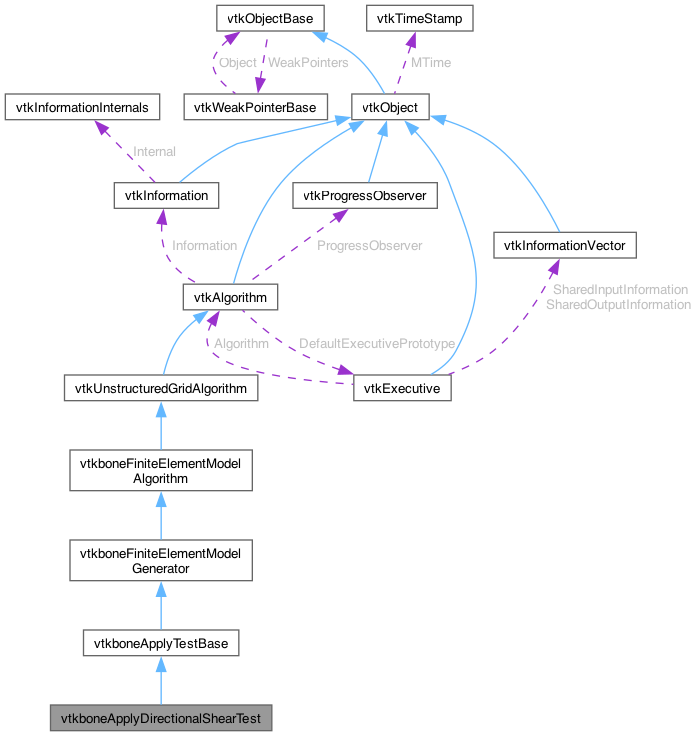 vtkObjectBase
vtkTimeStamp
Object
WeakPointers
MTime
vtkInformationInternals
vtkWeakPointerBase
vtkObject
Internal
vtkInformation
vtkProgressObserver
Information
ProgressObserver
vtkInformationVector
SharedInputInformation
SharedOutputInformation
vtkAlgorithm
Algorithm
DefaultExecutivePrototype
vtkUnstructuredGridAlgorithm
vtkExecutive
vtkboneFiniteElementModel
Algorithm
vtkboneFiniteElementModel
Generator
vtkboneApplyTestBase
vtkboneApplyDirectionalShearTest